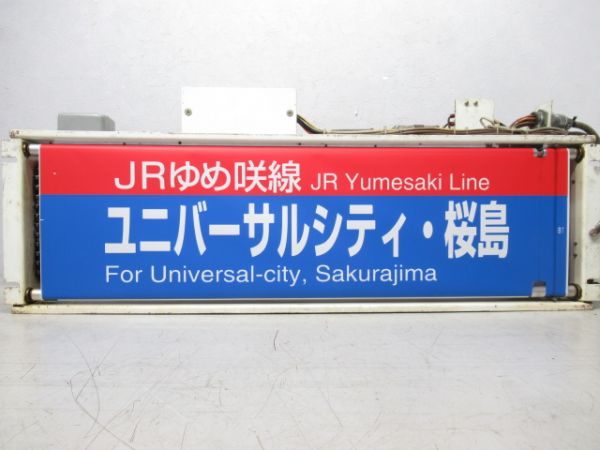 JRゆめ咲線 JR Yumesaki Line
ユニバーサルシティ・桜島
For Universal-city, Sakurajima